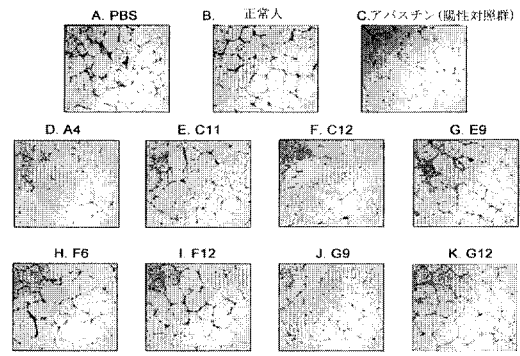 A. PBS
B. 正常人
C.アバスチン(陽性対照群)
D. A4
E. C11
F. C12
G. E9
H. F6
I. F12
J. G9
K. G12